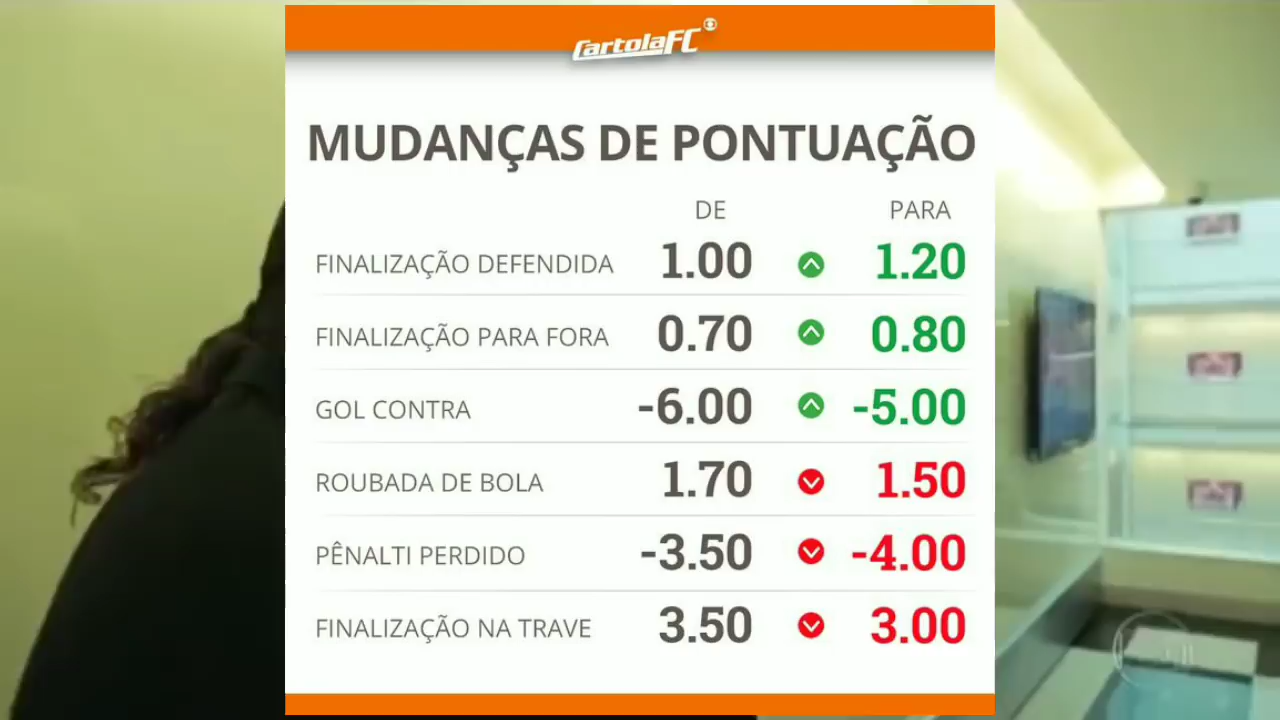 CartolaFC
MUDANÇAS DE PONTUAÇÃO
DE PARA
FINALIZAÇÃO DEFENDIDA 1.00 1.20
FINALIZAÇÃO PARA FORA 0.70 0.80
GOL CONTRA -6.00 -5.00
ROUBADA DE BOLA 1.70 1.50
PÊNALTI PERDIDO -3.50 -4.00
FINALIZAÇÃO NA TRAVE 3.50 3.00